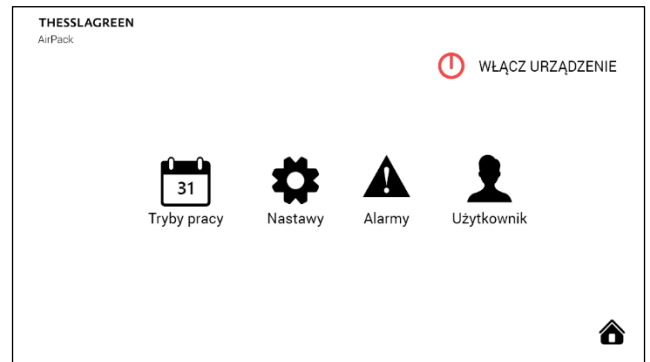 THESSLAGREEN
AirPack
WŁĄCZ URZĄDZENIE
31
Tryby pracy
Nastawy
Alarmy
Użytkownik